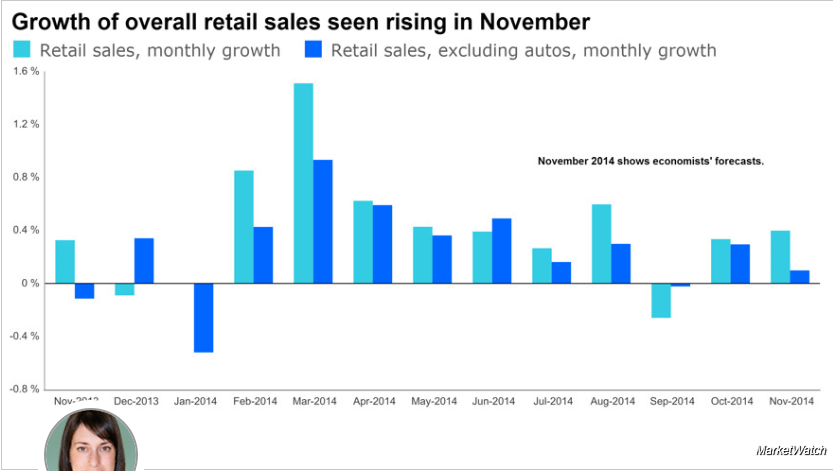 Growth of overall retail sales seen rising in November
Retail sales, monthly growth Retail sales, excluding autos, monthly growth
1.6 %
1.2 %
November 2014 shows economists' forecasts.
0.8 %
0.4 %
0 %
-0.4 %
-0.8 %
Nov-2013 Dec-2013 Jan-2014 Feb-2014 Mar-2014 Apr-2014 May-2014 Jun-2014 Jul-2014 Aug-2014 Sep-2014 Oct-2014 Nov-2014
MarketWatch